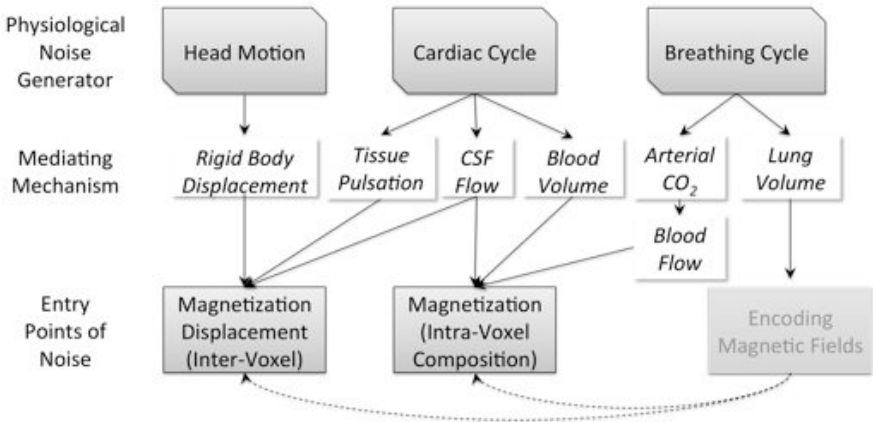 Physiological
Noise
Generator
Head Motion
Cardiac Cycle
Breathing Cycle
Mediating
Mechanism
Rigid Body
Displacement
Tissue
Pulsation
CSF
Flow
Blood
Volume
Arterial
CO₂
Lung
Volume
Blood
Flow
Entry
Points of
Noise
Magnetization
Displacement
(Inter-Voxel)
Magnetization
(Intra-Voxel
Composition)
Encoding
Magnetic Fields